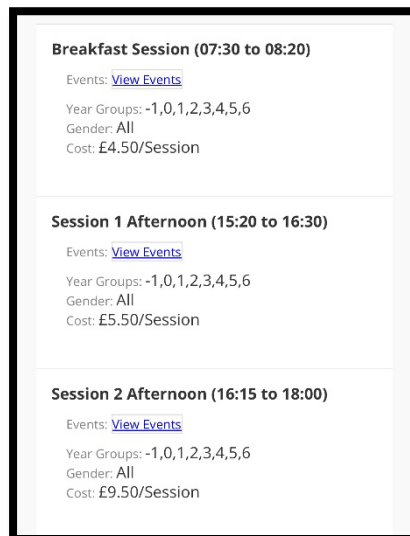 Breakfast Session (07:30 to 08:20)
Events: View Events
Year Groups: -1,0,1,2,3,4,5,6
Gender: All
Cost: £4.50/Session
Session 1 Afternoon (15:20 to 16:30)
Events: View Events
Year Groups: -1,0,1,2,3,4,5,6
Gender: All
Cost: £5.50/Session
Session 2 Afternoon (16:15 to 18:00)
Events: View Events
Year Groups: -1,0,1,2,3,4,5,6
Gender: All
Cost: £9.50/Session